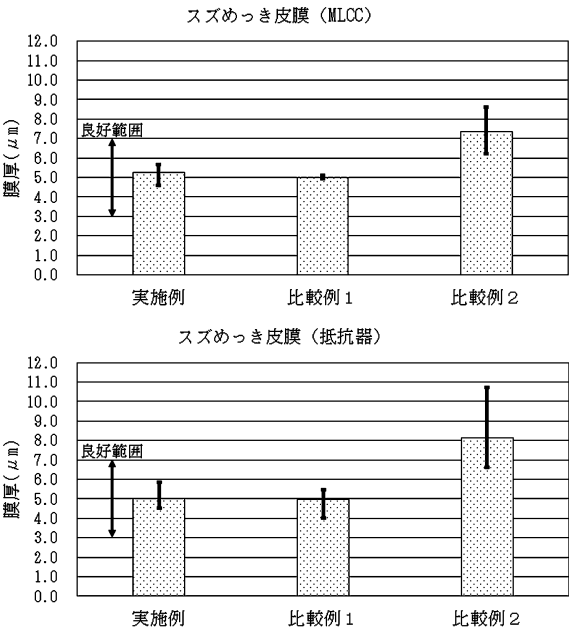 スズめっき皮膜（MLCC）
膜厚(μm)
12.0
11.0
10.0
9.0
8.0
7.0
6.0
5.0
4.0
3.0
2.0
1.0
0.0
良好範囲
実施例
比較例１
比較例２
スズめっき皮膜（抵抗器）
膜厚(μm)
12.0
11.0
10.0
9.0
8.0
7.0
6.0
5.0
4.0
3.0
2.0
1.0
0.0
良好範囲
実施例
比較例１
比較例２